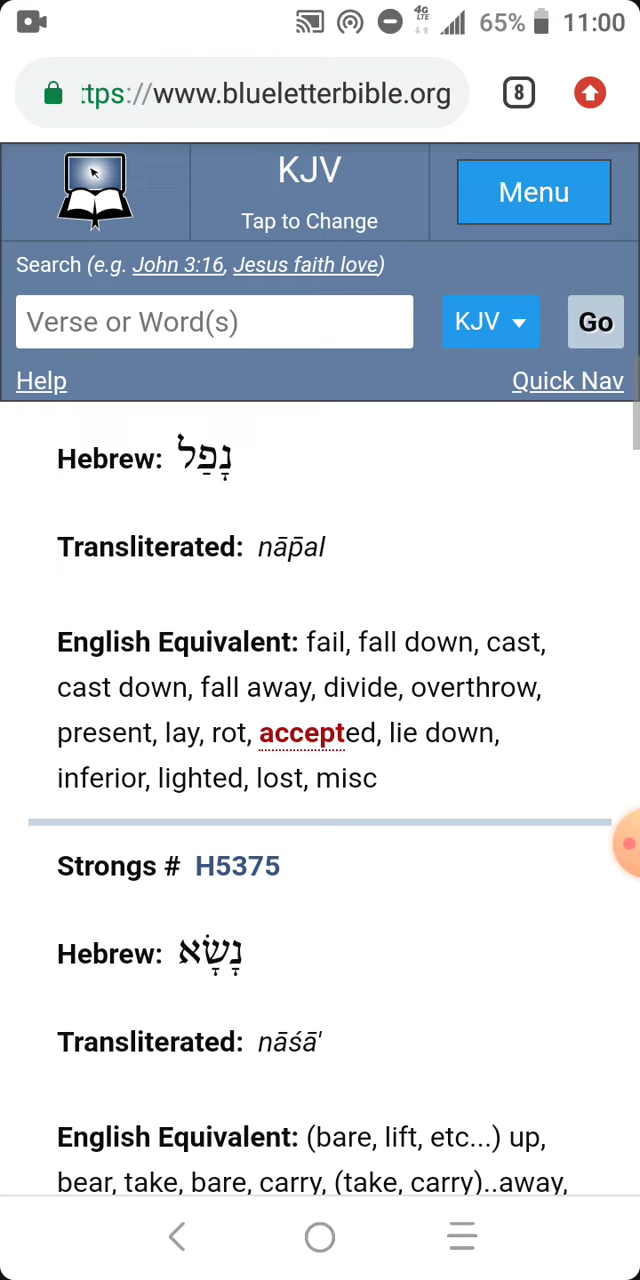 4G
LTE
65%
11:00
ttps://www.blueletterbible.org
8
KJV
Tap to Change
Menu
Search (e.g. John 3:16, Jesus faith love)
Verse or Word(s)
KJV
Go
Help
Quick Nav
Hebrew: נָפַל
Transliterated: nāp̄al
English Equivalent: fail, fall down, cast,
cast down, fall away, divide, overthrow,
present, lay, rot, accepted, lie down,
inferior, lighted, lost, misc
Strongs # H5375
Hebrew: נָשָׂא
Transliterated: nāśā'
English Equivalent: (bare, lift, etc...) up,
bear, take, bare, carry, (take, carry)..away,